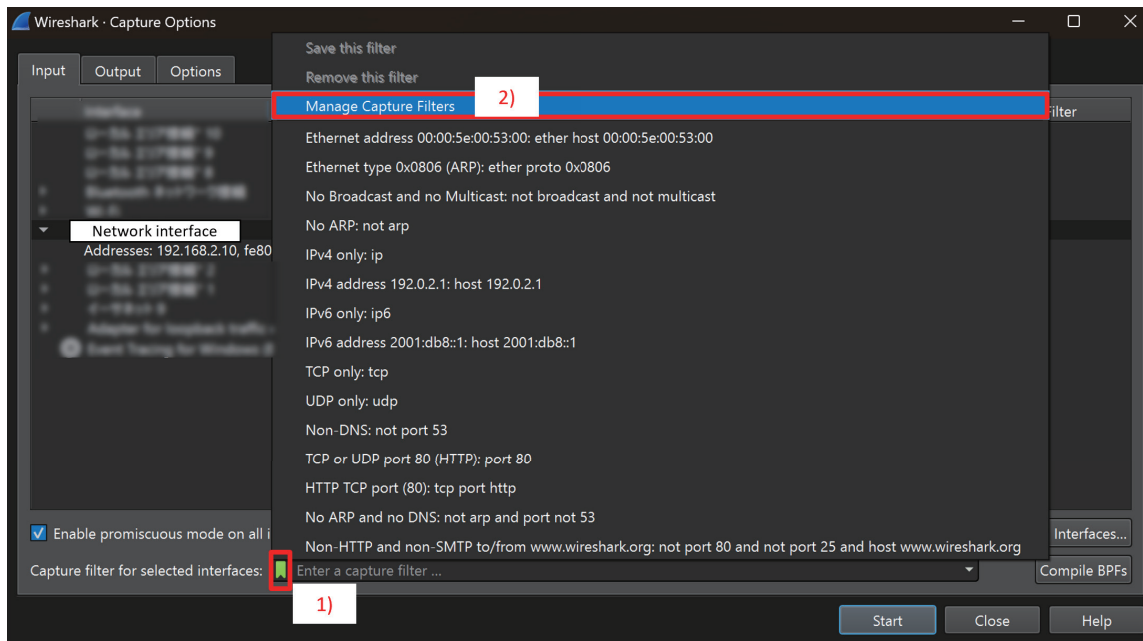 Wireshark · Capture Options
Input Output Options
Save this filter
Remove this filter
Manage Capture Filters
2)
Filter
Ethernet address 00:00:5e:00:53:00: ether host 00:00:5e:00:53:00
Ethernet type 0x0806 (ARP): ether proto 0x0806
No Broadcast and no Multicast: not broadcast and not multicast
No ARP: not arp
Network interface
Addresses: 192.168.2.10, fe80
IPv4 only: ip
IPv4 address 192.0.2.1: host 192.0.2.1
IPv6 only: ip6
IPv6 address 2001:db8::1: host 2001:db8::1
TCP only: tcp
UDP only: udp
Non-DNS: not port 53
TCP or UDP port 80 (HTTP): port 80
HTTP TCP port (80): tcp port http
No ARP and no DNS: not arp and port not 53
Non-HTTP and non-SMTP to/from www.wireshark.org: not port 80 and not port 25 and host www.wireshark.org
Enable promiscuous mode on all i
Interfaces...
Capture filter for selected interfaces: Enter a capture filter ...
Compile BPFs
1)
Start Close Help